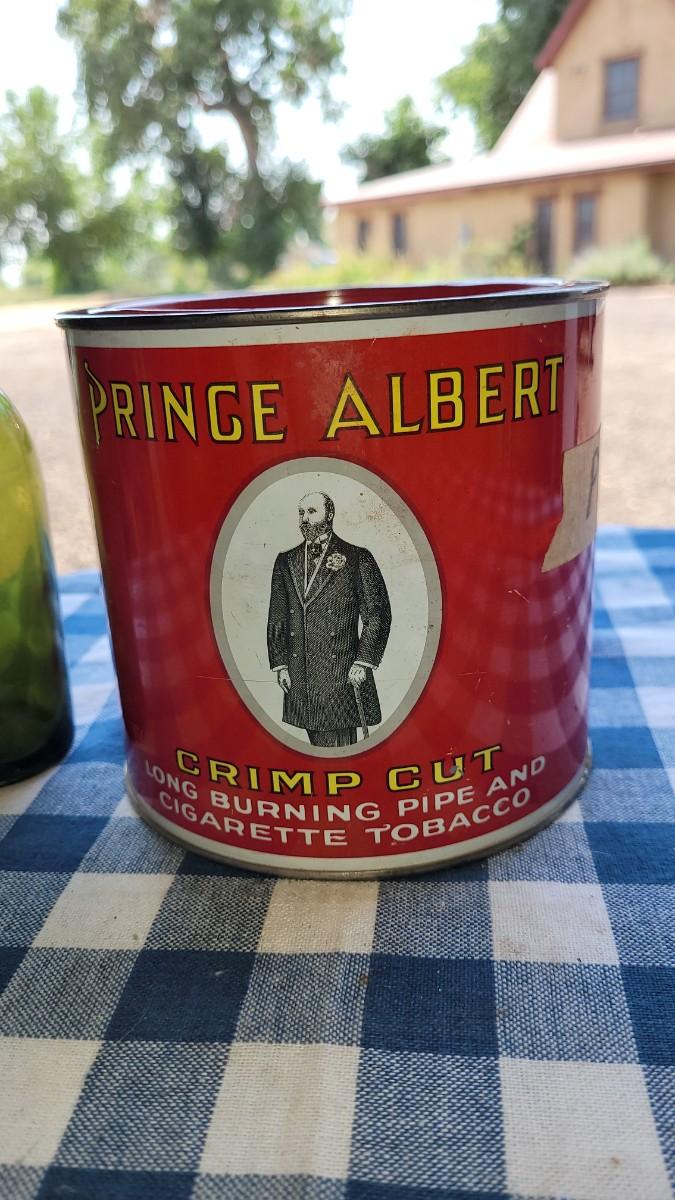 PRINCE ALBERT
CRIMP CUT
LONG BURNING PIPE AND
CIGARETTE TOBACCO